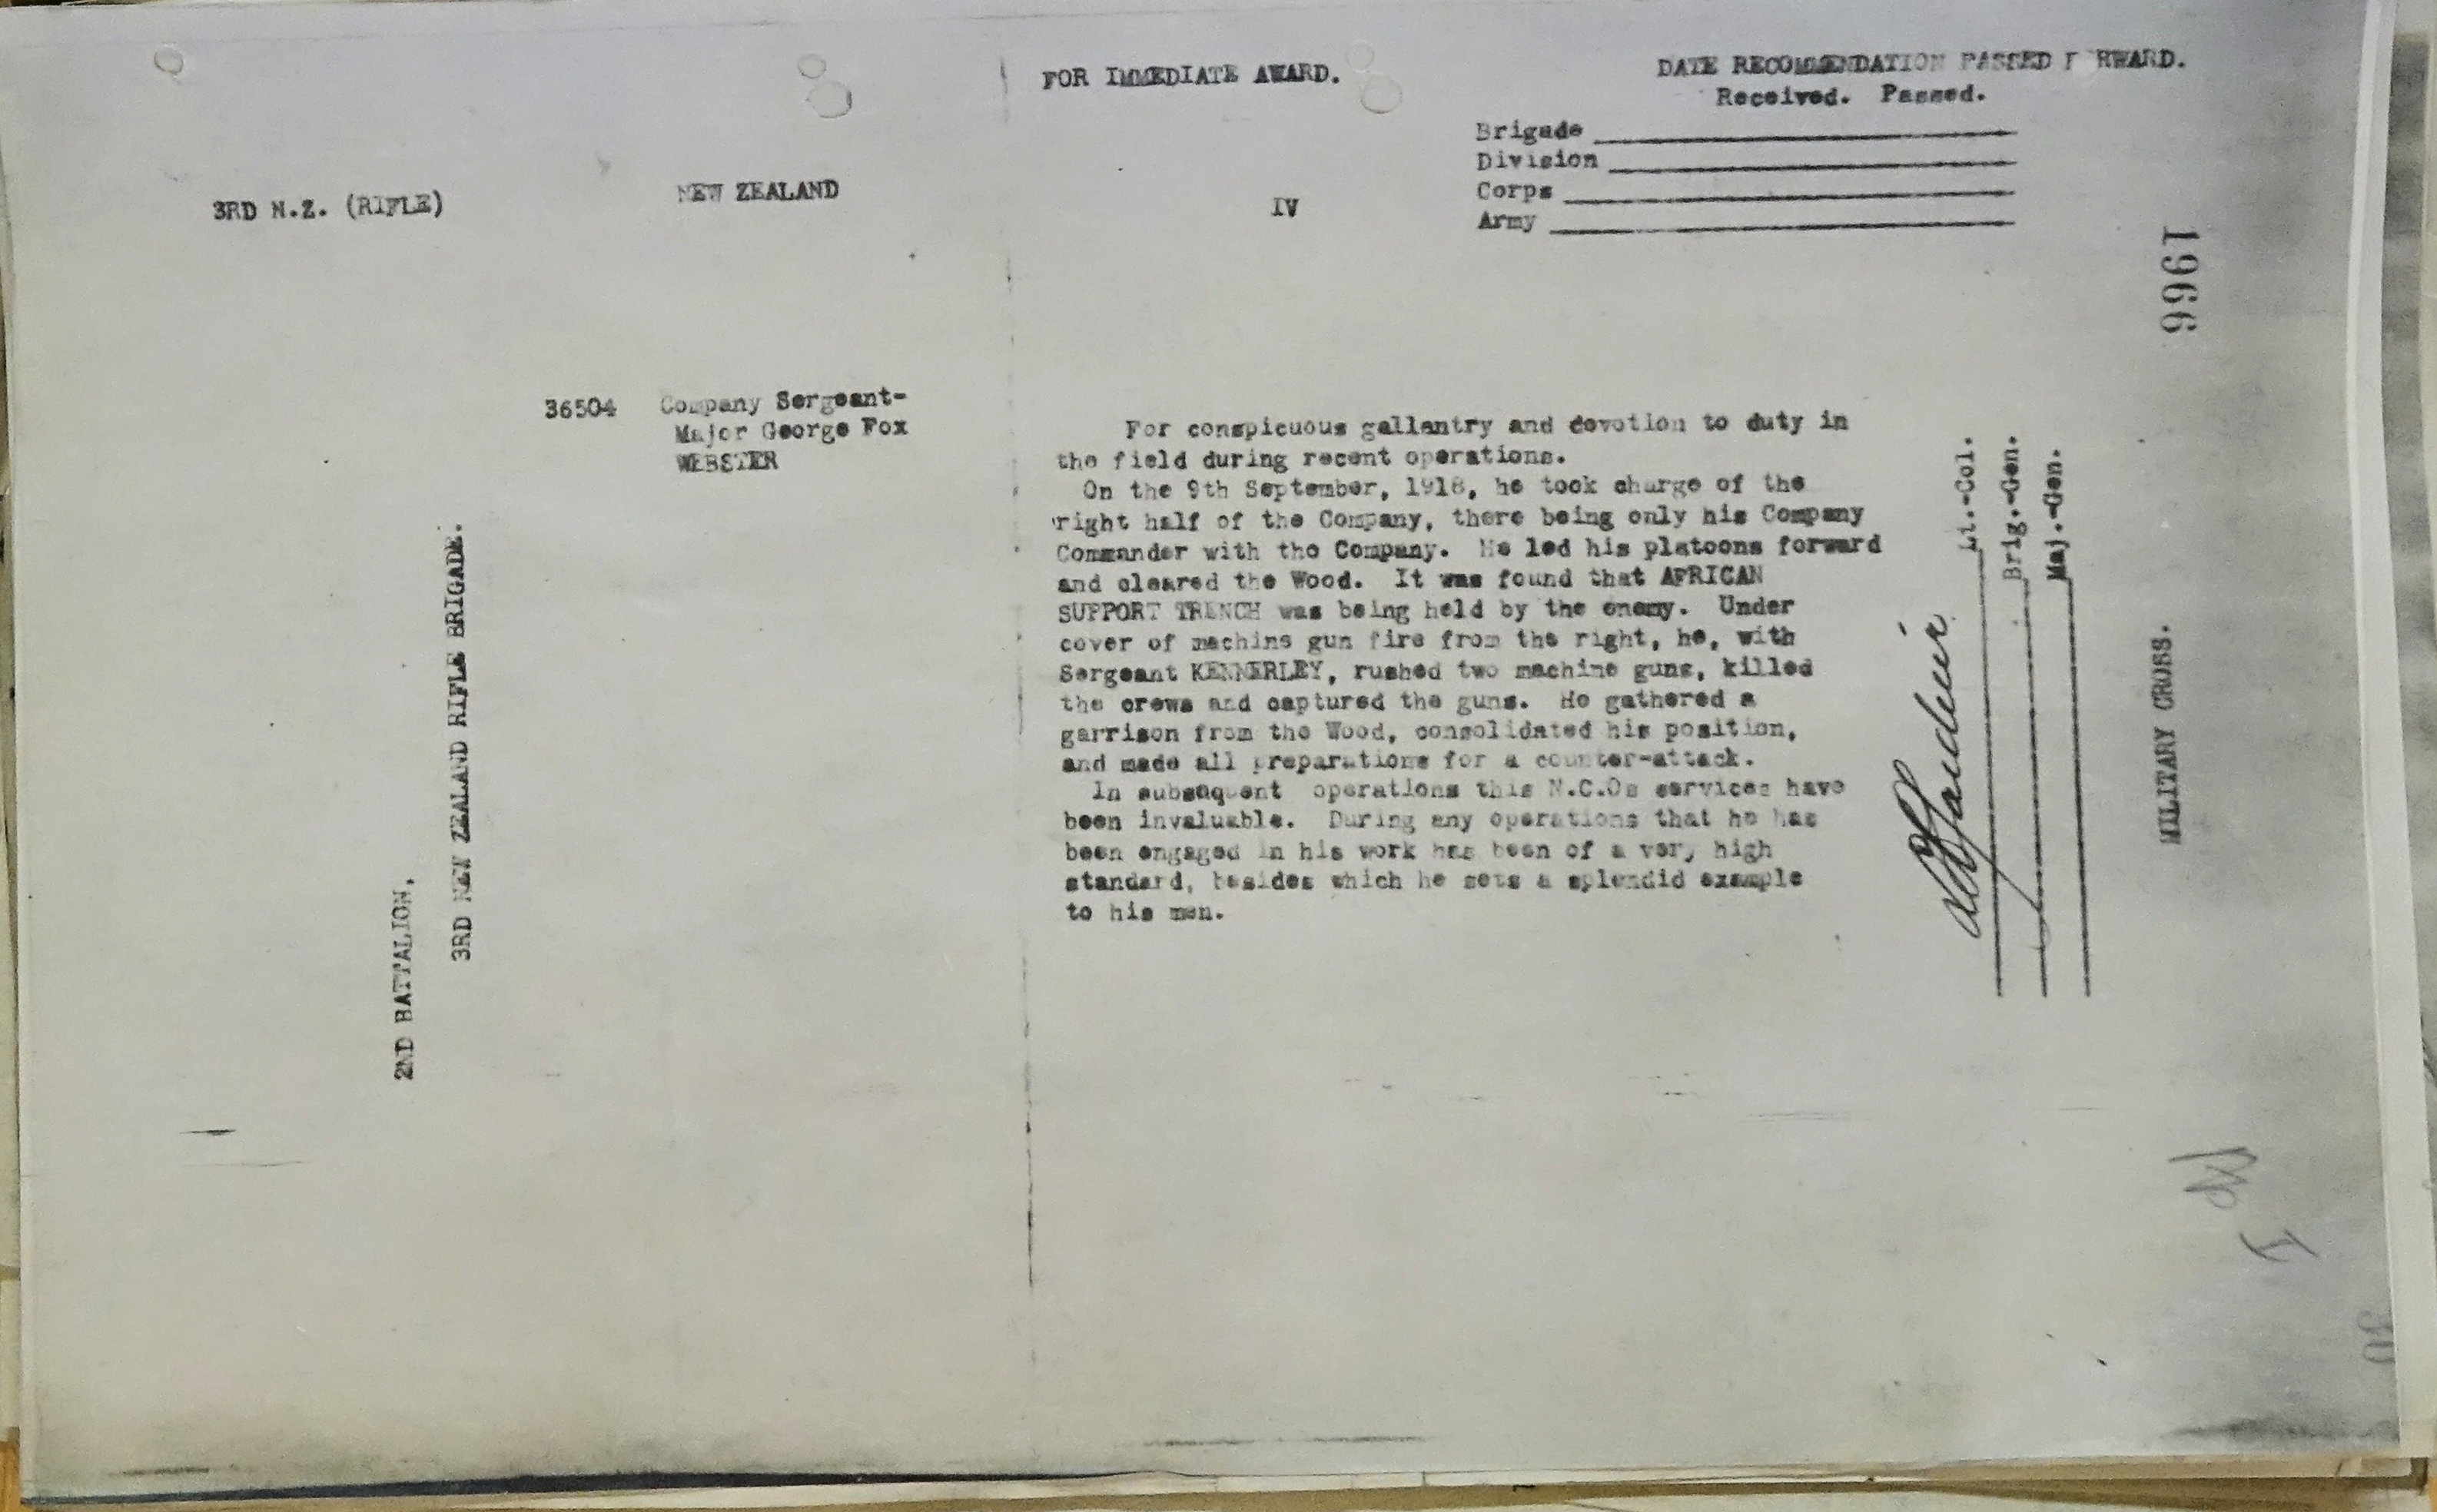 FOR IMMEDIATE AWARD.
DATE RECOMMENDATION PASSED F RWARD.
Received. Passed.
Brigade
Division
Corps
Army
3RD N.Z. (RIFLE)
NEW ZEALAND
IV
1966
36504 Company Sergeant-
Major George Fox
WEBSTER
2ND BATTALION,
3RD NEW ZEALAND RIFLE BRIGADE.
For conspicuous gallantry and devotion to duty in
the field during recent operations.
On the 9th September, 1918, he took charge of the
right half of the Company, there being only his Company
Commander with the Company. He led his platoons forward
and cleared the Wood. It was found that AFRICAN
SUPPORT TRENCH was being held by the enemy. Under
cover of machine gun fire from the right, he, with
Sergeant KENNERLEY, rushed two machine guns, killed
the crews and captured the guns. He gathered a
garrison from the Wood, consolidated his position,
and made all preparations for a counter-attack.
In subsequent operations this N.C.Os services have
been invaluable. During any operations that he has
been engaged in his work has been of a very high
standard, besides which he sets a splendid example
to his men.
Lt.-Col.
Brig.-Gen.
Maj.-Gen.
MILITARY CROSS.
30